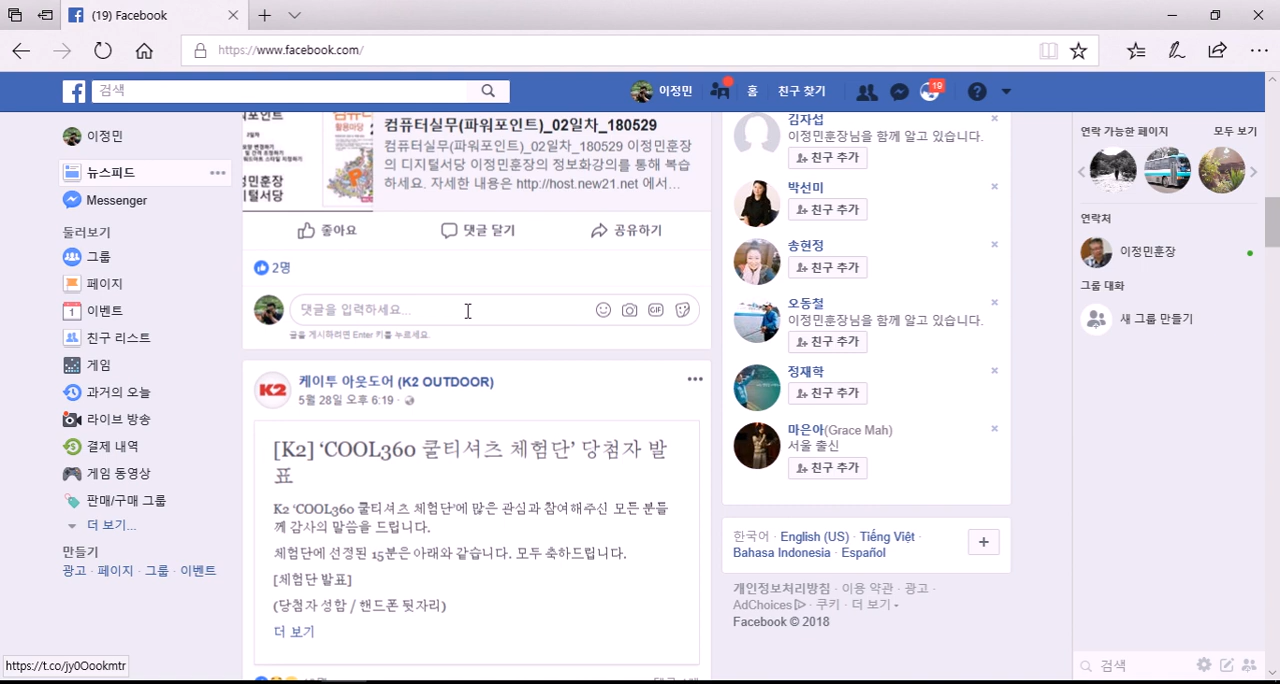 (19) Facebook
https://www.facebook.com/
검색
이정민
홈
친구 찾기
19
이정민
뉴스피드
Messenger
둘러보기
그룹
페이지
이벤트
친구 리스트
게임
과거의 오늘
라이브 방송
결제 내역
게임 동영상
판매/구매 그룹
더 보기...
만들기
광고 · 페이지 · 그룹 · 이벤트
https://t.co/jy0Oookmtr
컴퓨터실무(파워포인트)_02일차_180529
컴퓨터실무(파워포인트)_02일차_180529 이정민훈장
의 디지털서당 이정민훈장의 정보화강의를 통해 복습
하세요. 자세한 내용은 http://host.new21.net 에서...
좋아요
댓글 달기
공유하기
2명
댓글을 입력하세요...
GIF
글을 게시하려면 Enter 키를 누르세요.
K2
케이투 아웃도어 (K2 OUTDOOR)
5월 28일 오후 6:19 ·
[K2] ‘COOL360 쿨티셔츠 체험단’ 당첨자 발
표
K2 ‘COOL360 쿨티셔츠 체험단’에 많은 관심과 참여해주신 모든 분들
께 감사의 말씀을 드립니다.
체험단에 선정된 15분은 아래와 같습니다. 모두 축하드립니다.
[체험단 발표]
(당첨자 성함 / 핸드폰 뒷자리)
더 보기
김자섭
이정민훈장님을 함께 알고 있습니다.
친구 추가
박선미
친구 추가
송현정
친구 추가
오동철
이정민훈장님을 함께 알고 있습니다.
친구 추가
정재학
친구 추가
마은아(Grace Mah)
서울 출신
친구 추가
한국어 · English (US) · Tiếng Việt ·
Bahasa Indonesia · Español
개인정보처리방침 · 이용 약관 · 광고 ·
AdChoices · 쿠키 · 더 보기
Facebook © 2018
연락 가능한 페이지
모두 보기
연락처
이정민훈장
그룹 대화
새 그룹 만들기
검색